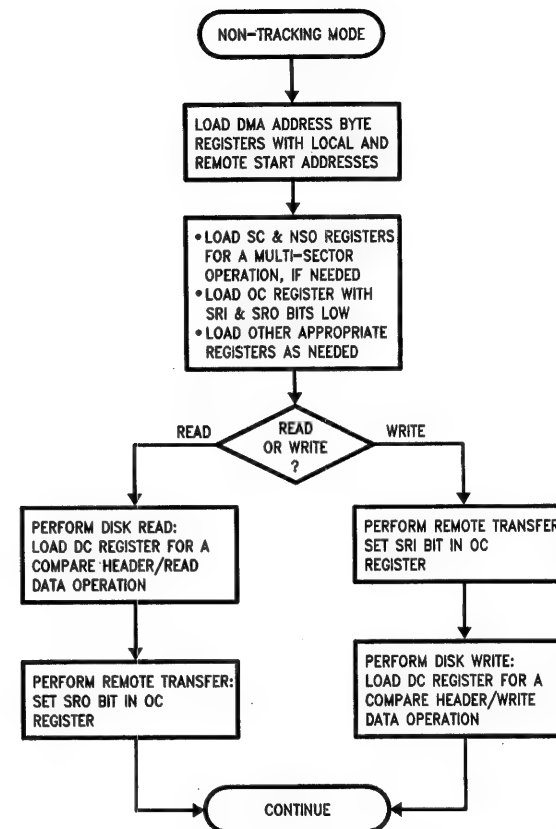 NON-TRACKING MODE
LOAD DMA ADDRESS BYTE
REGISTERS WITH LOCAL AND
REMOTE START ADDRESSES
• LOAD SC & NSO REGISTERS
FOR A MULTI-SECTOR
OPERATION, IF NEEDED
• LOAD OC REGISTER WITH
SRI & SRO BITS LOW
• LOAD OTHER APPROPRIATE
REGISTERS AS NEEDED
READ
READ
OR WRITE
?
WRITE
PERFORM DISK READ:
LOAD DC REGISTER FOR A
COMPARE HEADER/READ
DATA OPERATION
PERFORM REMOTE TRANSFER:
SET SRO BIT IN OC
REGISTER
PERFORM REMOTE TRANSFER
SET SRI BIT IN OC
REGISTER
PERFORM DISK WRITE:
LOAD DC REGISTER FOR A
COMPARE HEADER/WRITE
DATA OPERATION
CONTINUE